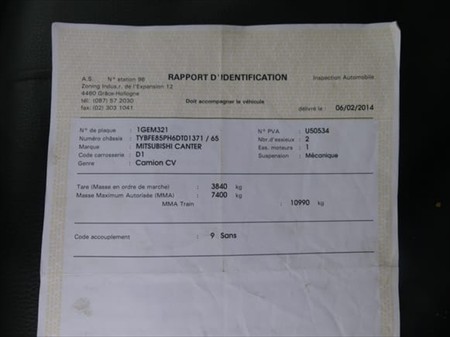 A.S. N° station 98 RAPPORT D'IDENTIFICATION Inspection Automobile
Zoning Indus.r. de l'Expansion 12
4460 Grâce-Hollogne
tél. (087) 57 2030 Doit accompagner le véhicule
fax. (02) 303 1041 délivré le : 06/02/2014
N° de plaque : 1GEM321 N° PVA : U50534
Numéro châssis : TYBFE85PH6DT01371 / 65 Nbr.d'essieux : 2
Marque : MITSUBISHI CANTER Ess. moteurs : 1
Code carrosserie : D1 Suspension : Mécanique
Genre : Camion CV
Tare (Masse en ordre de marche) : 3840 kg
Masse Maximum Autorisée (MMA) : 7400 kg
MMA Train : 10990 kg
Code accouplement : 9 Sans